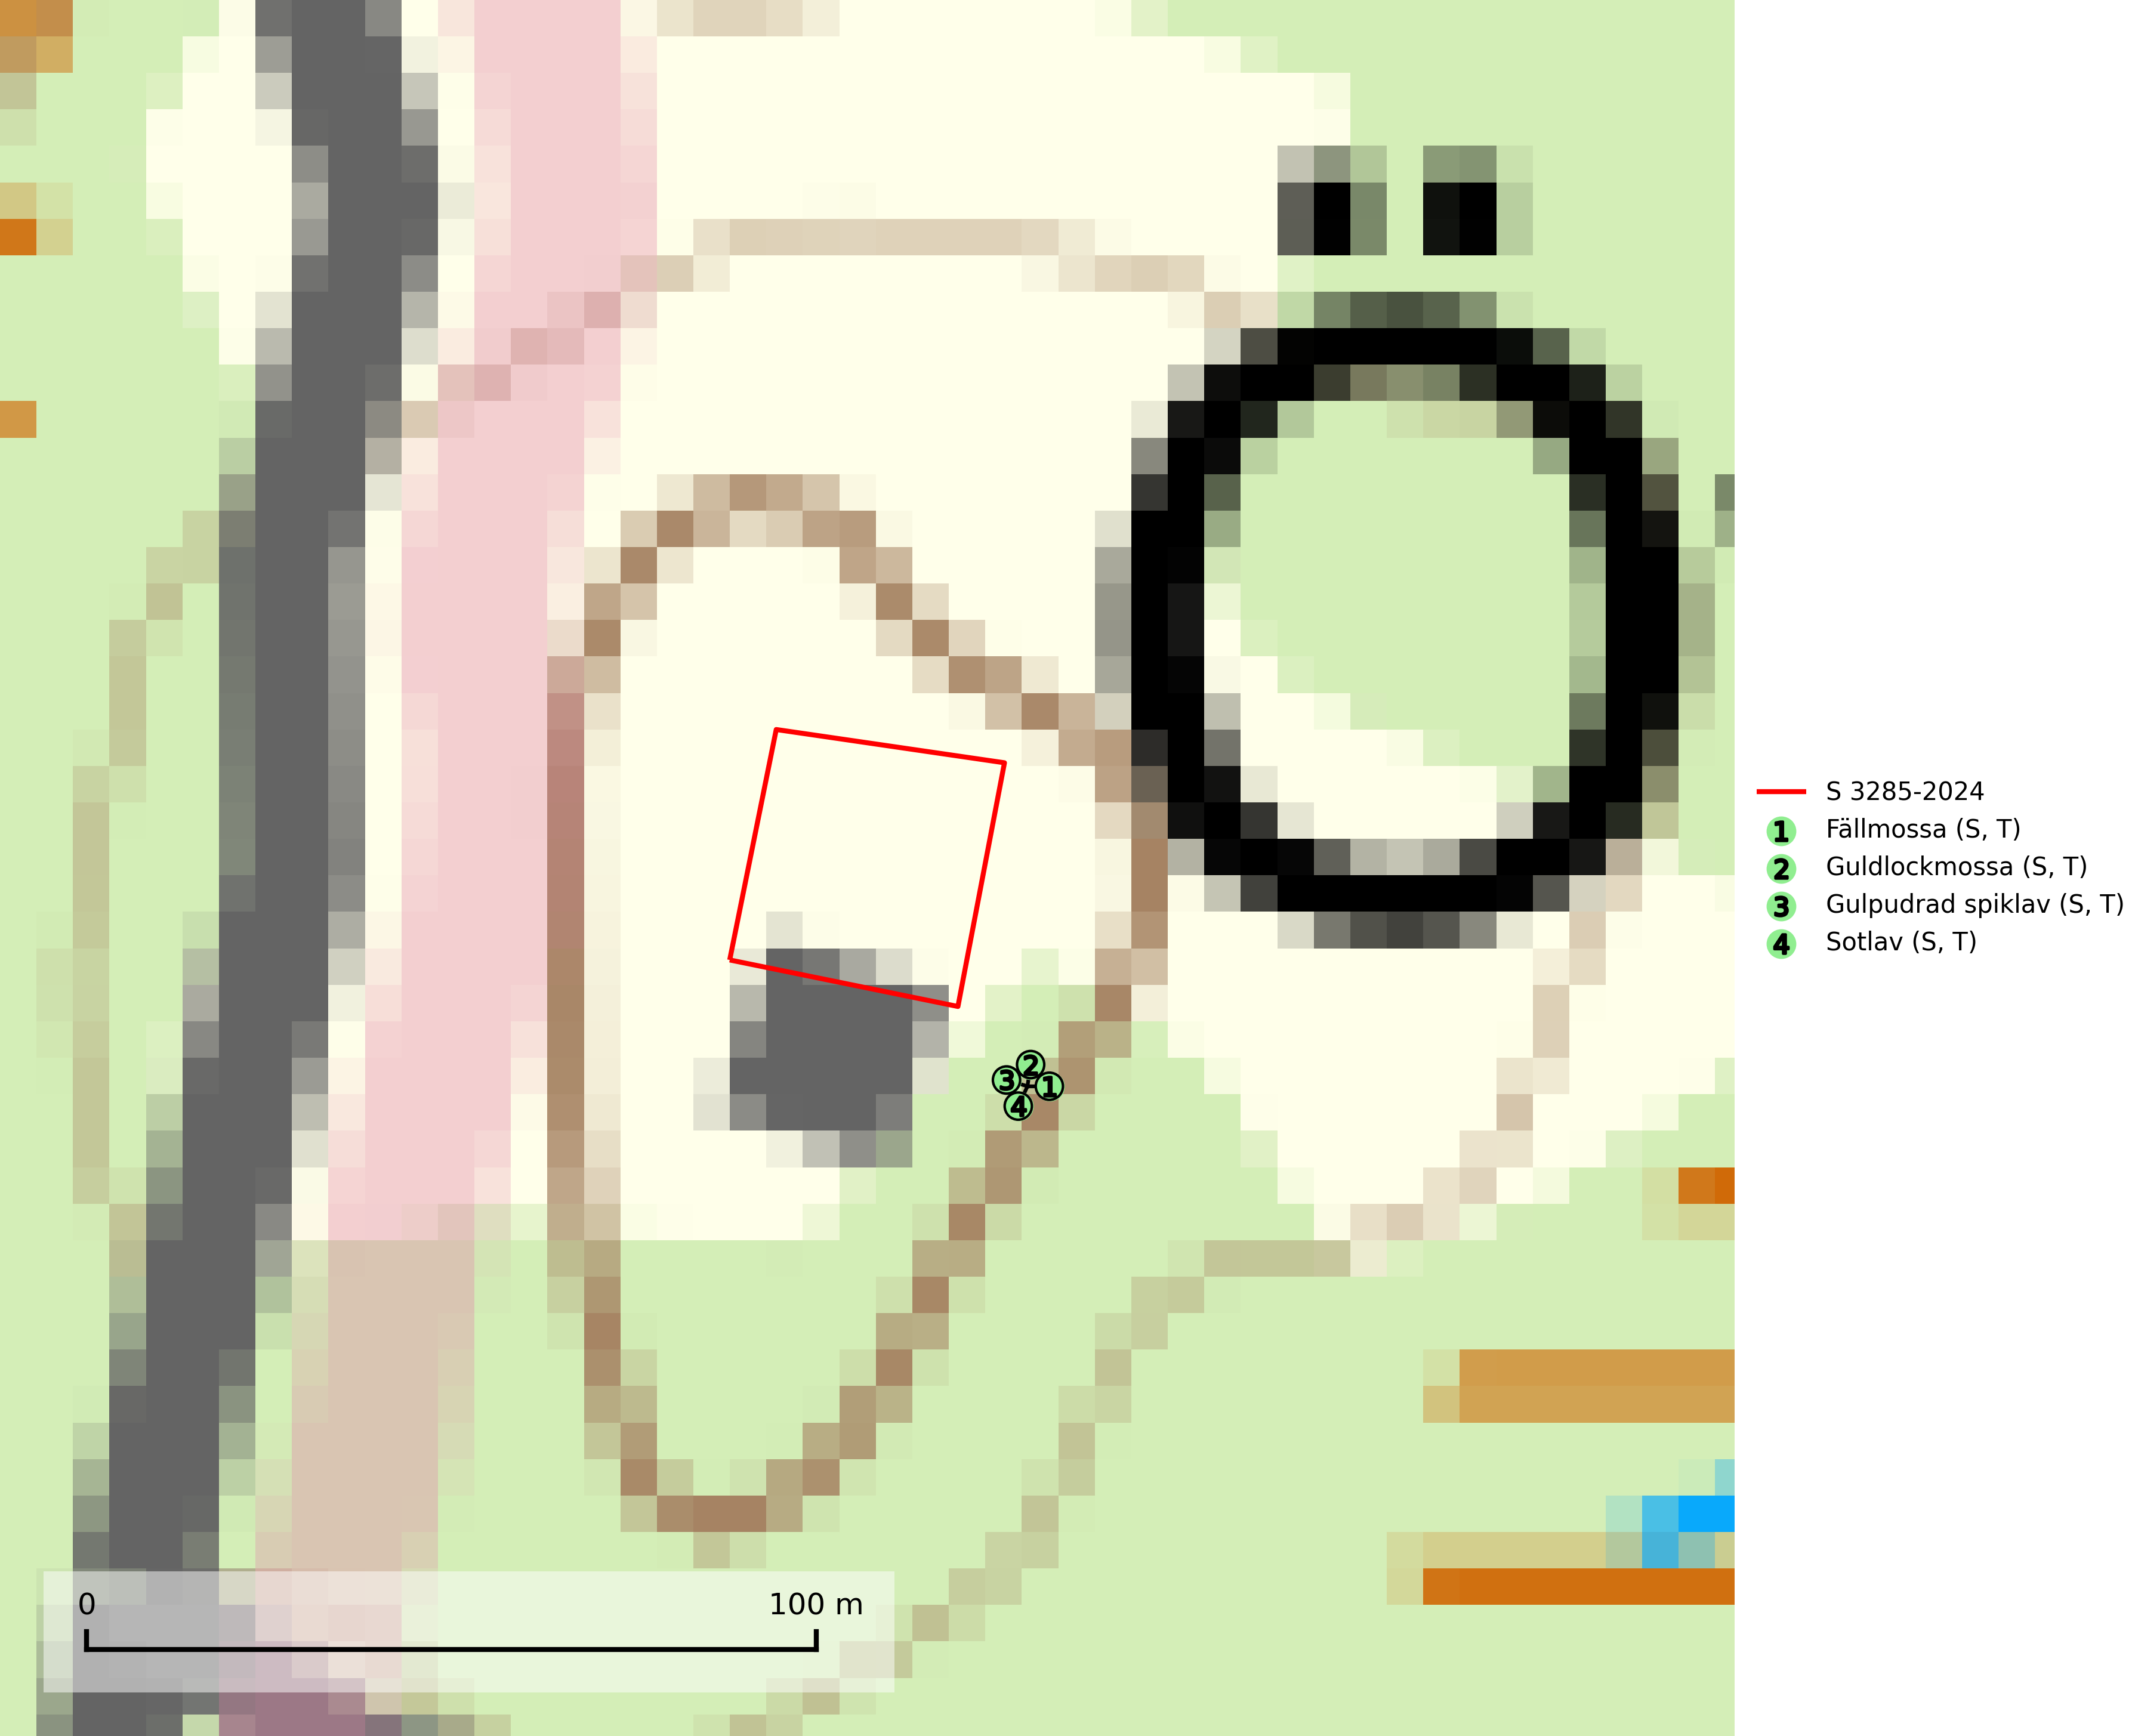 S 3285-2024
1 Fällmossa (S, T)
2 Guldlockmossa (S, T)
3 Gulpudrad spiklav (S, T)
4 Sotlav (S, T)
2
3 1
4
0 100 m